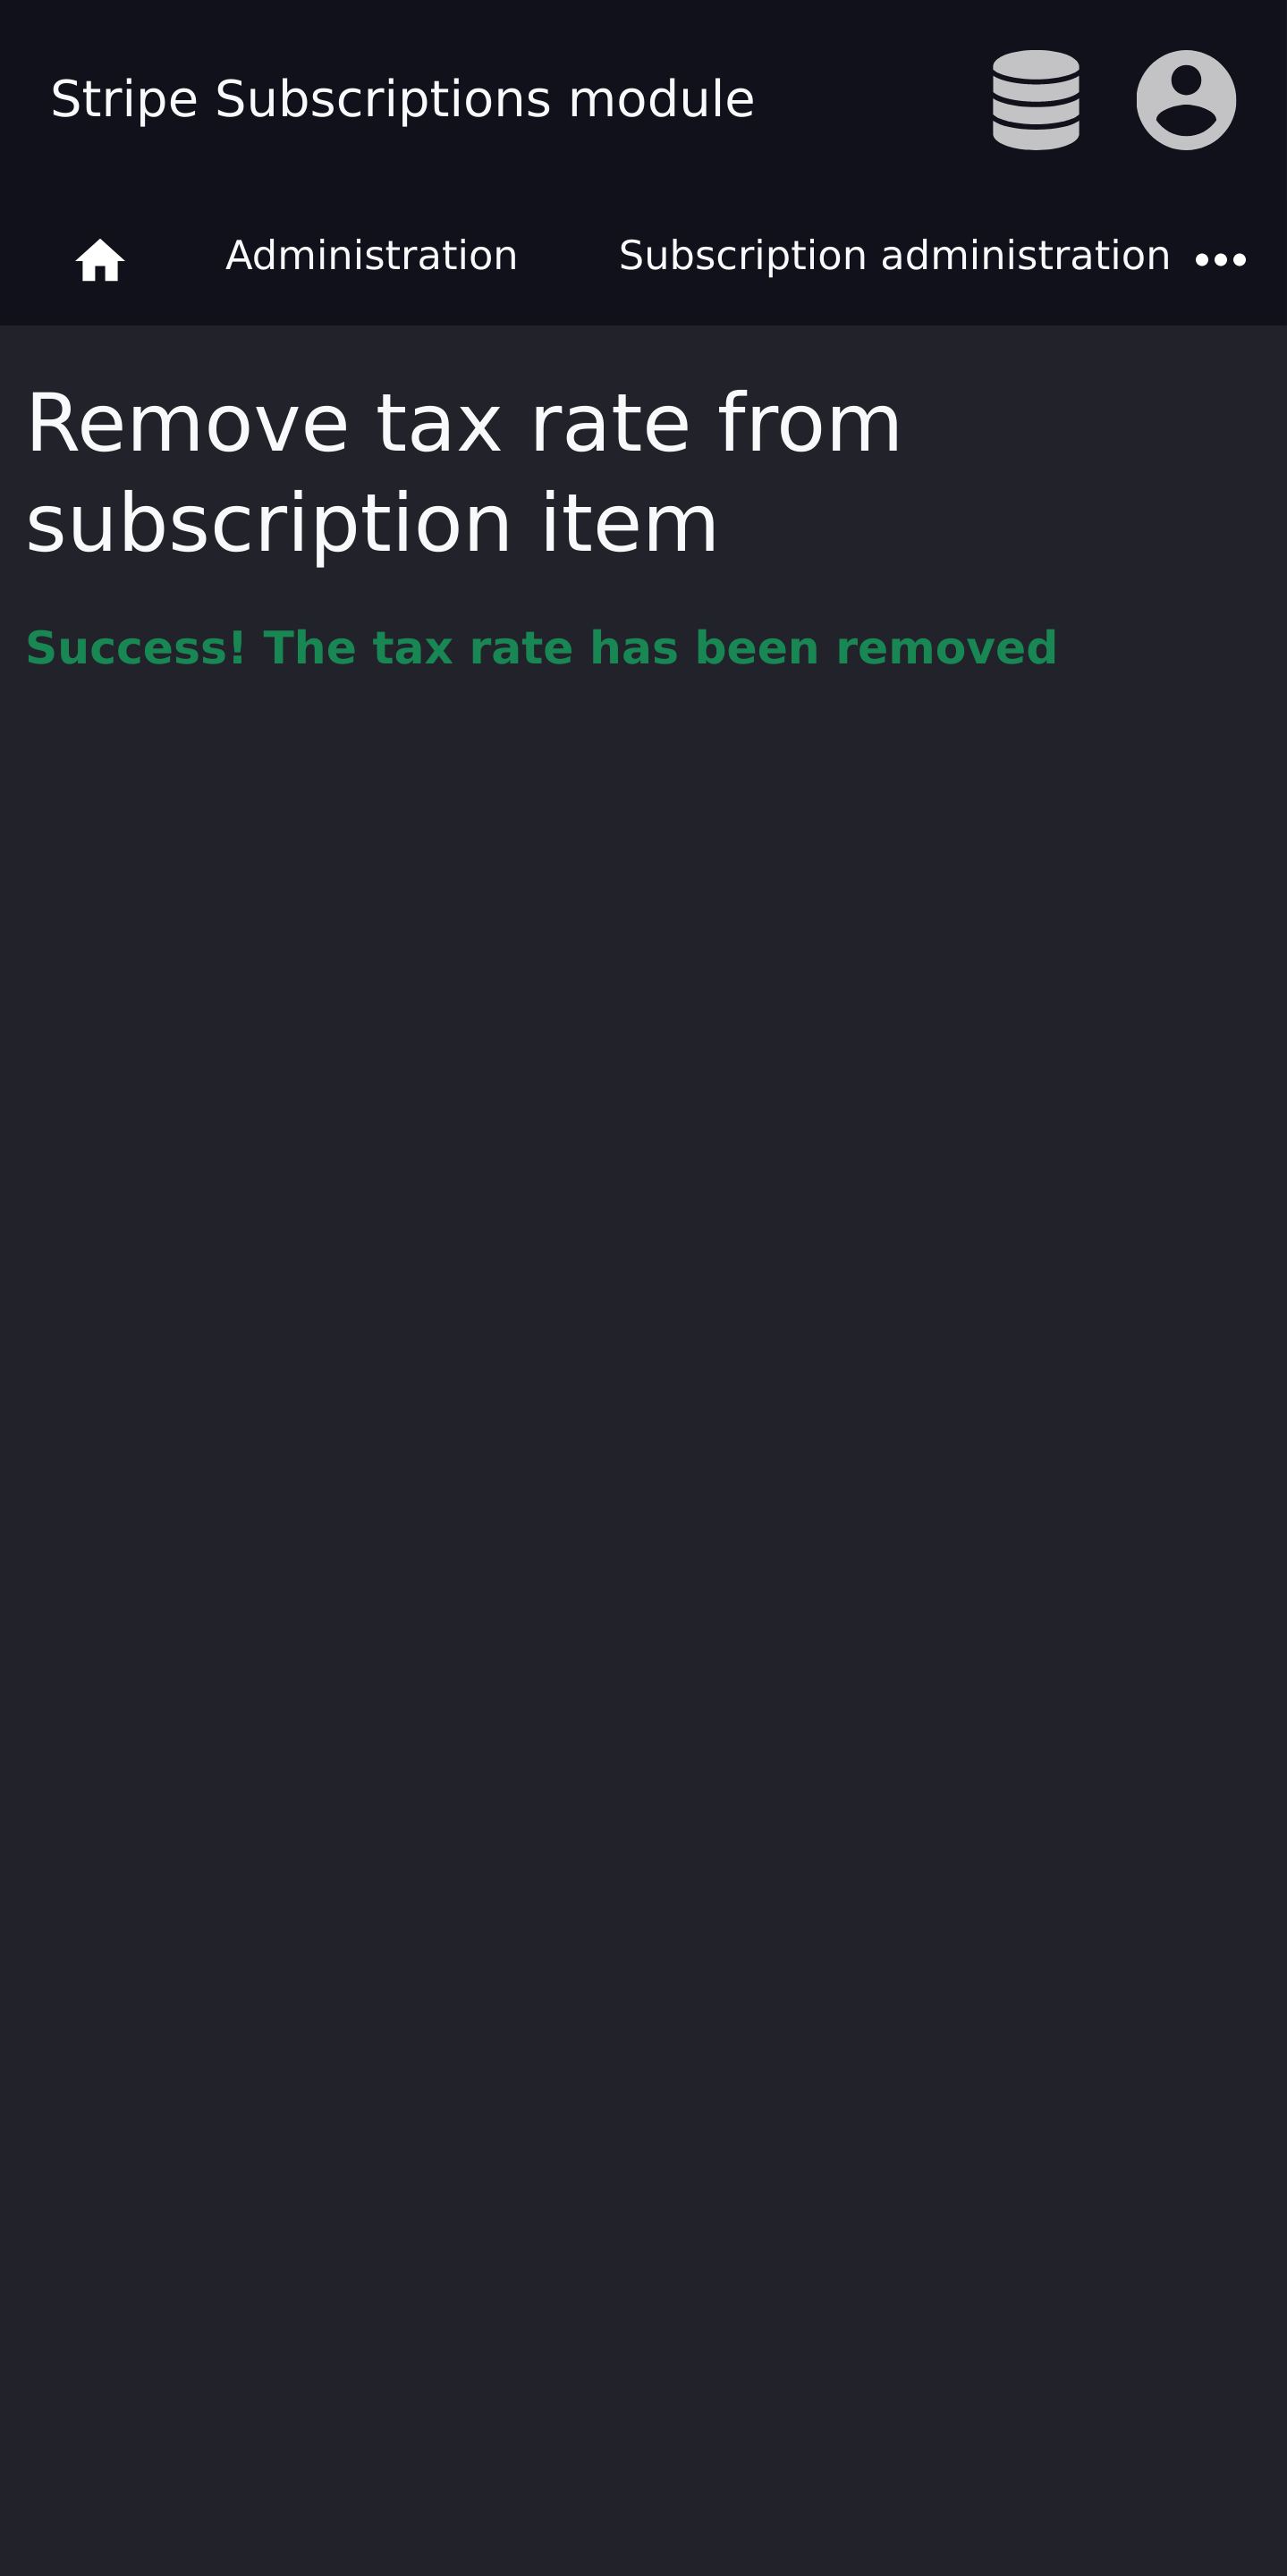 Stripe Subscriptions module
Administration Subscription administration
Remove tax rate from
subscription item
Success! The tax rate has been removed